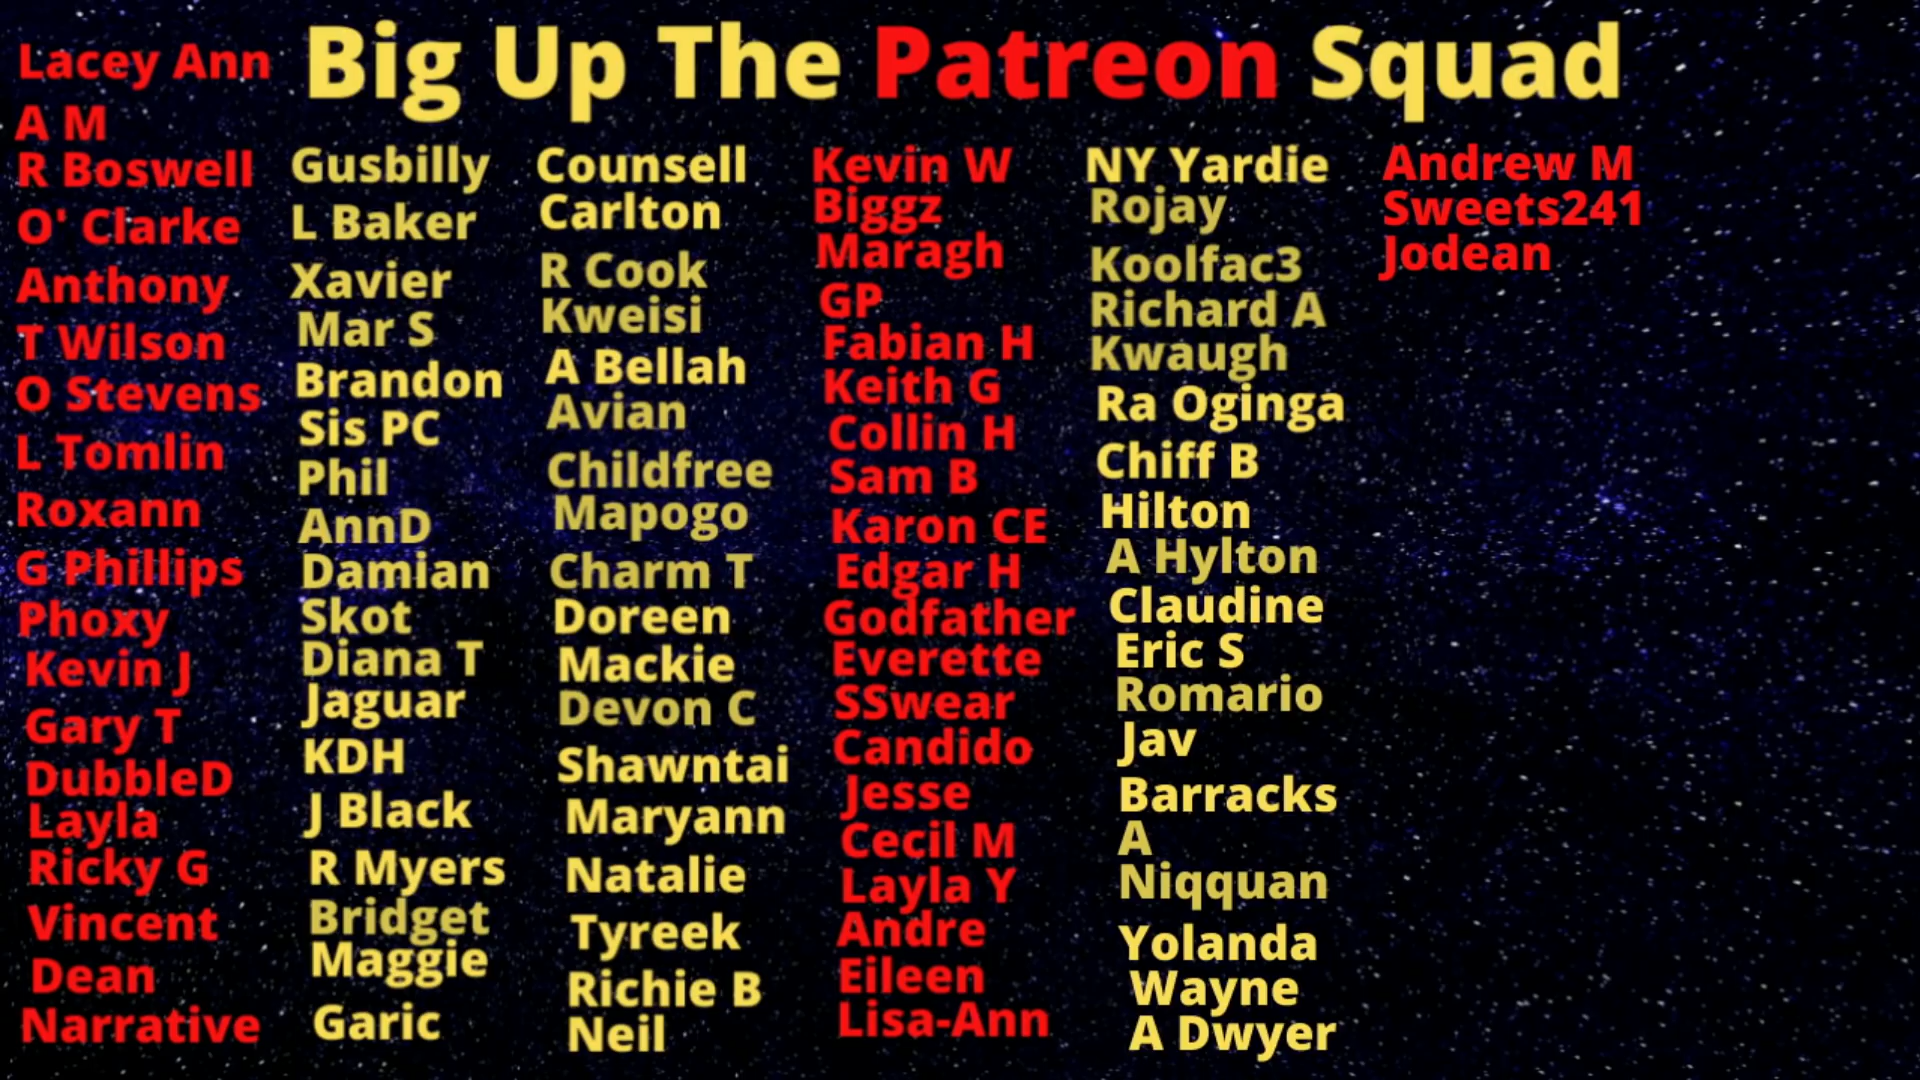 Big Up The Patreon Squad
Lacey Ann
A M
R Boswell
O' Clarke
Anthony
T Wilson
O Stevens
L Tomlin
Roxann
G Phillips
Phoxy
Kevin J
Gary T
DubbleD
Layla
Ricky G
Vincent
Dean
Narrative
Gusbilly
L Baker
Xavier
Mar S
Brandon
Sis PC
Phil
AnnD
Damian
Skot
Diana T
Jaguar
KDH
J Black
R Myers
Bridget
Maggie
Garic
Counsell
Carlton
R Cook
Kweisi
A Bellah
Avian
Childfree
Mapogo
Charm T
Doreen
Mackie
Devon C
Shawntai
Maryann
Natalie
Tyreek
Richie B
Neil
Kevin W
Biggz
Maragh
GP
Fabian H
Keith G
Collin H
Sam B
Karon CE
Edgar H
Godfather
Everette
SSwear
Candido
Jesse
Cecil M
Layla Y
Andre
Eileen
Lisa-Ann
NY Yardie
Rojay
Koolfac3
Richard A
Kwaugh
Ra Oginga
Chiff B
Hilton
A Hylton
Claudine
Eric S
Romario
Jav
Barracks
A
Niqquan
Yolanda
Wayne
A Dwyer
Andrew M
Sweets241
Jodean